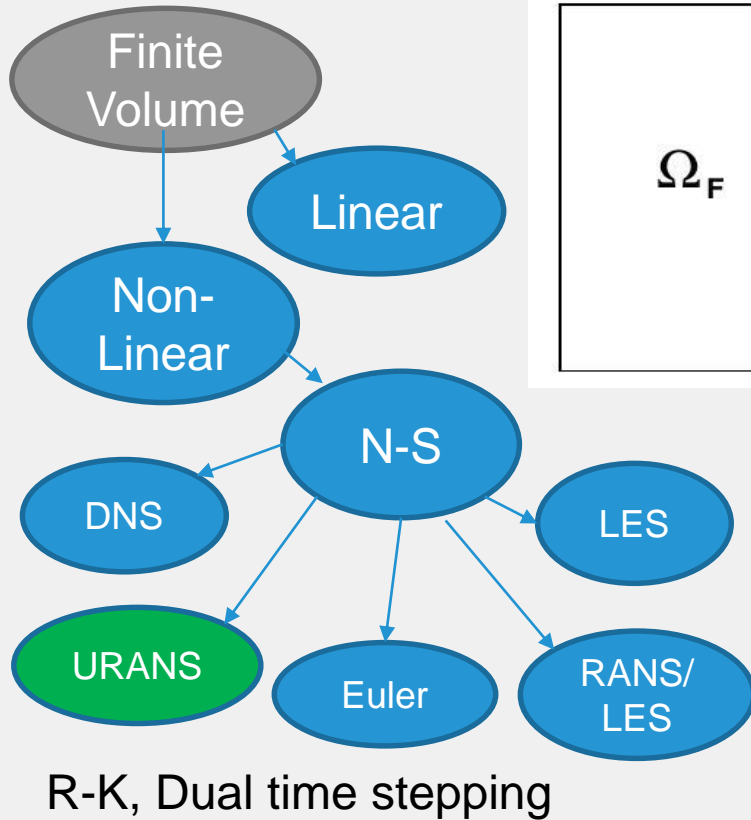 Finite
Volume
Linear
Ω_F
Non-
Linear
N-S
DNS
LES
URANS
Euler
RANS/
LES
R-K, Dual time stepping